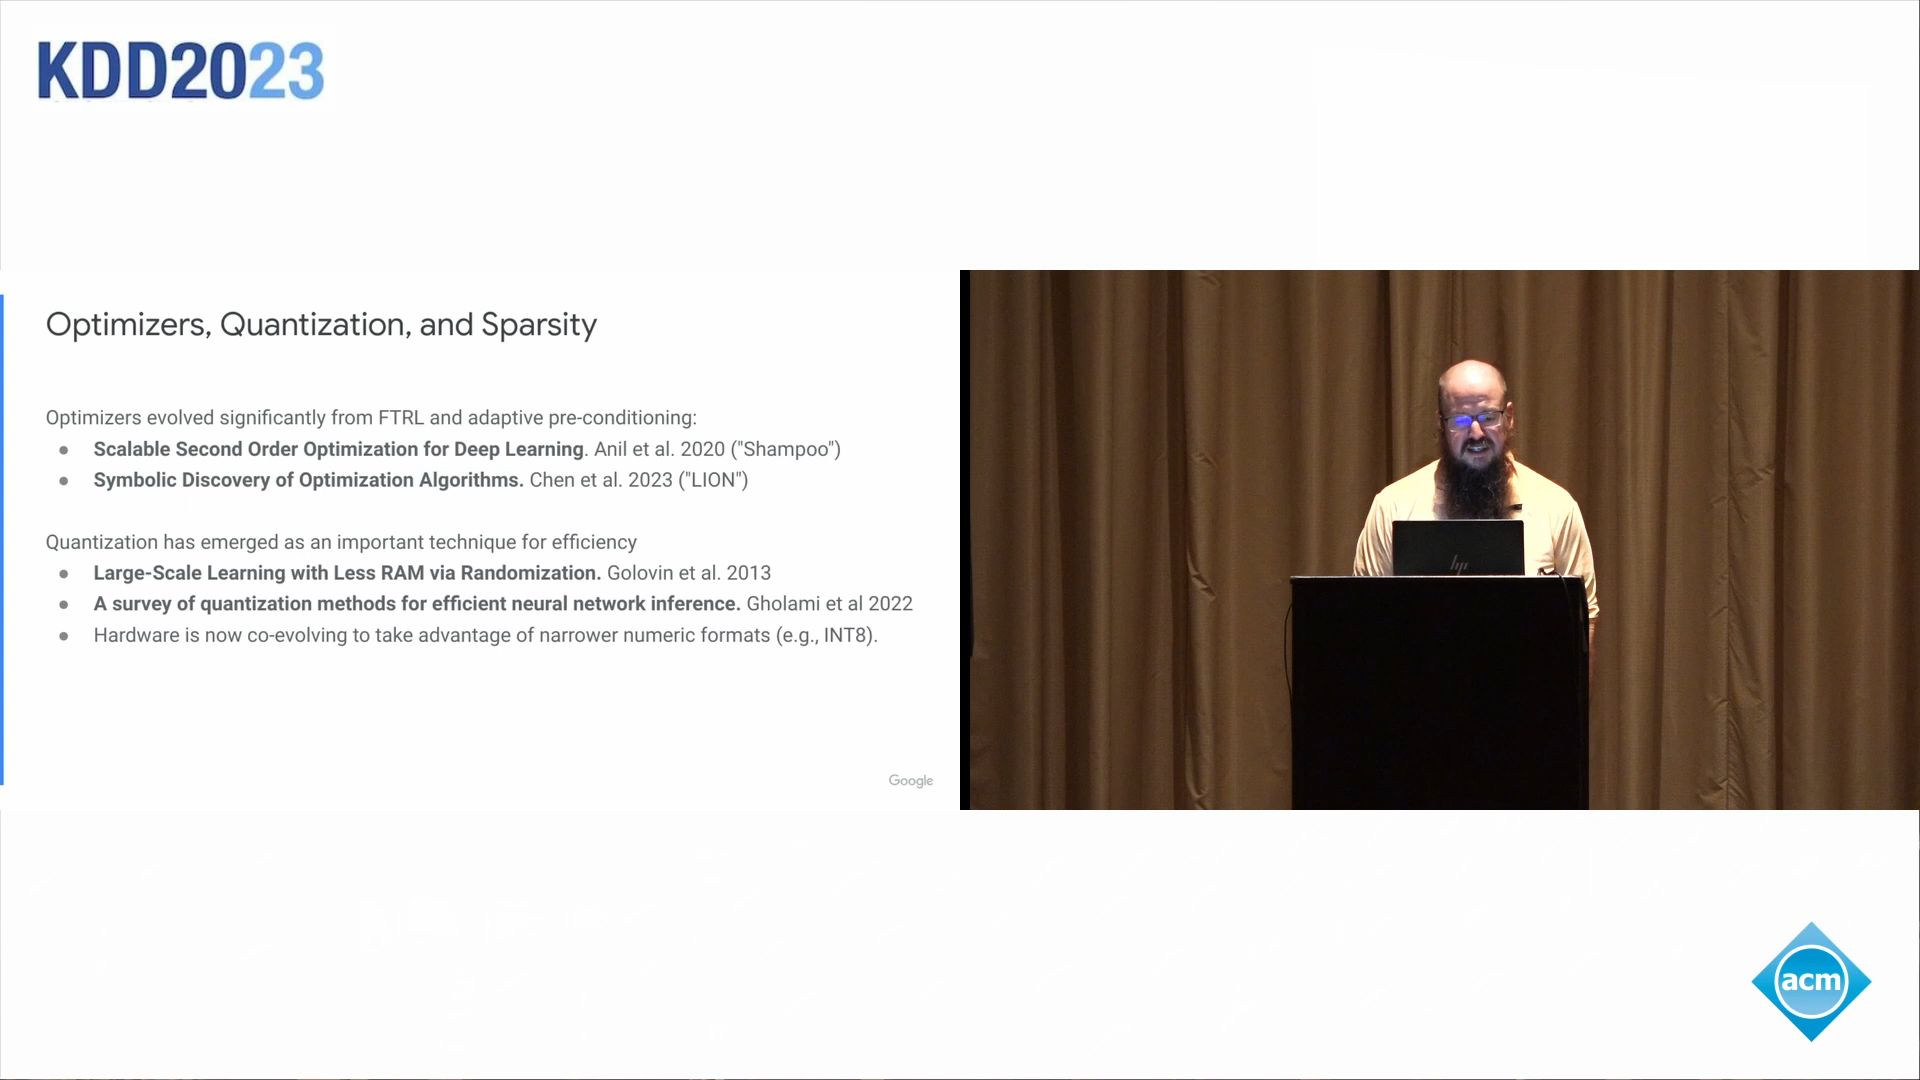 KDD2023
Optimizers, Quantization, and Sparsity
Optimizers evolved significantly from FTRL and adaptive pre-conditioning:
● Scalable Second Order Optimization for Deep Learning. Anil et al. 2020 ("Shampoo")
● Symbolic Discovery of Optimization Algorithms. Chen et al. 2023 ("LION")
Quantization has emerged as an important technique for efficiency
● Large-Scale Learning with Less RAM via Randomization. Golovin et al. 2013
● A survey of quantization methods for efficient neural network inference. Gholami et al 2022
● Hardware is now co-evolving to take advantage of narrower numeric formats (e.g., INT8).
Google
hp
acm